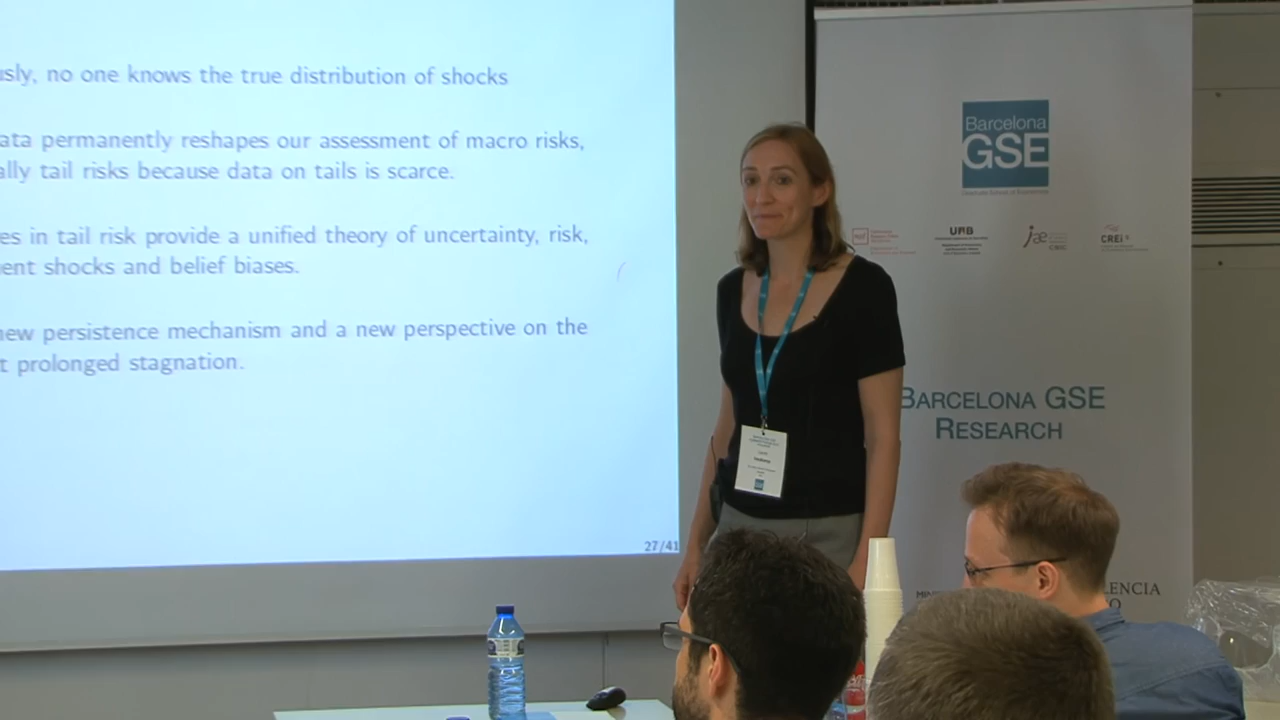 usly, no one knows the true distribution of shocks
ata permanently reshapes our assessment of macro risks,
ally tail risks because data on tails is scarce.
es in tail risk provide a unified theory of uncertainty, risk,
ent shocks and belief biases.
new persistence mechanism and a new perspective on the
t prolonged stagnation.
27/41
Barcelona
GSE
UAB
CREi
BARCELONA GSE
RESEARCH